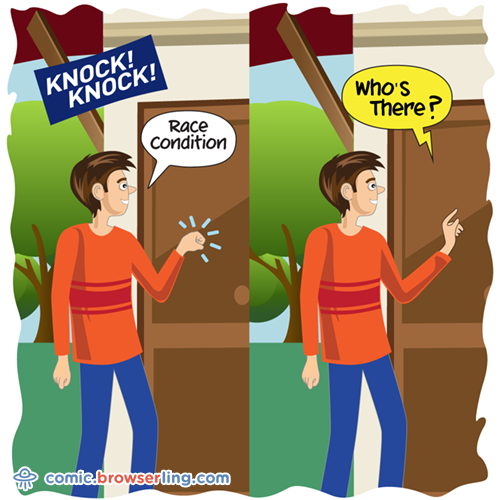 KNOCK!
KNOCK!
Race
Condition
Who's
There?
comic.browserling.com